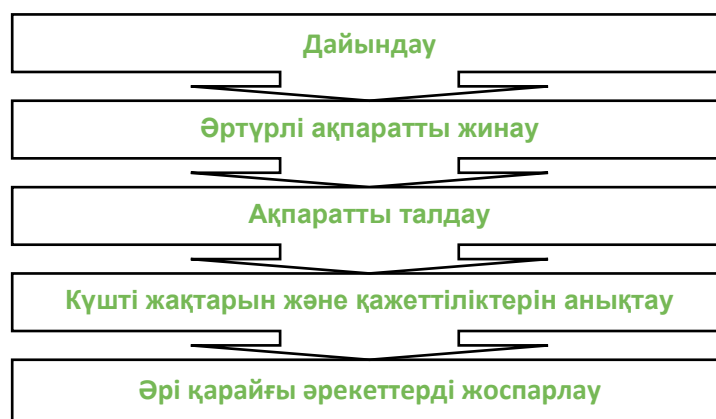 Дайындау
Әртүрлі ақпаратты жинау
Ақпаратты талдау
Күшті жақтарын және қажеттіліктерін анықтау
Әрі қарайғы әрекеттерді жоспарлау